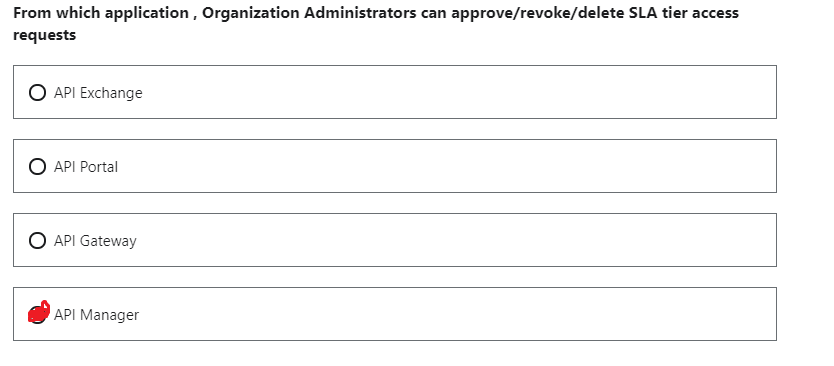 From which application , Organization Administrators can approve/revoke/delete SLA tier access
requests
API Exchange
API Portal
API Gateway
API Manager